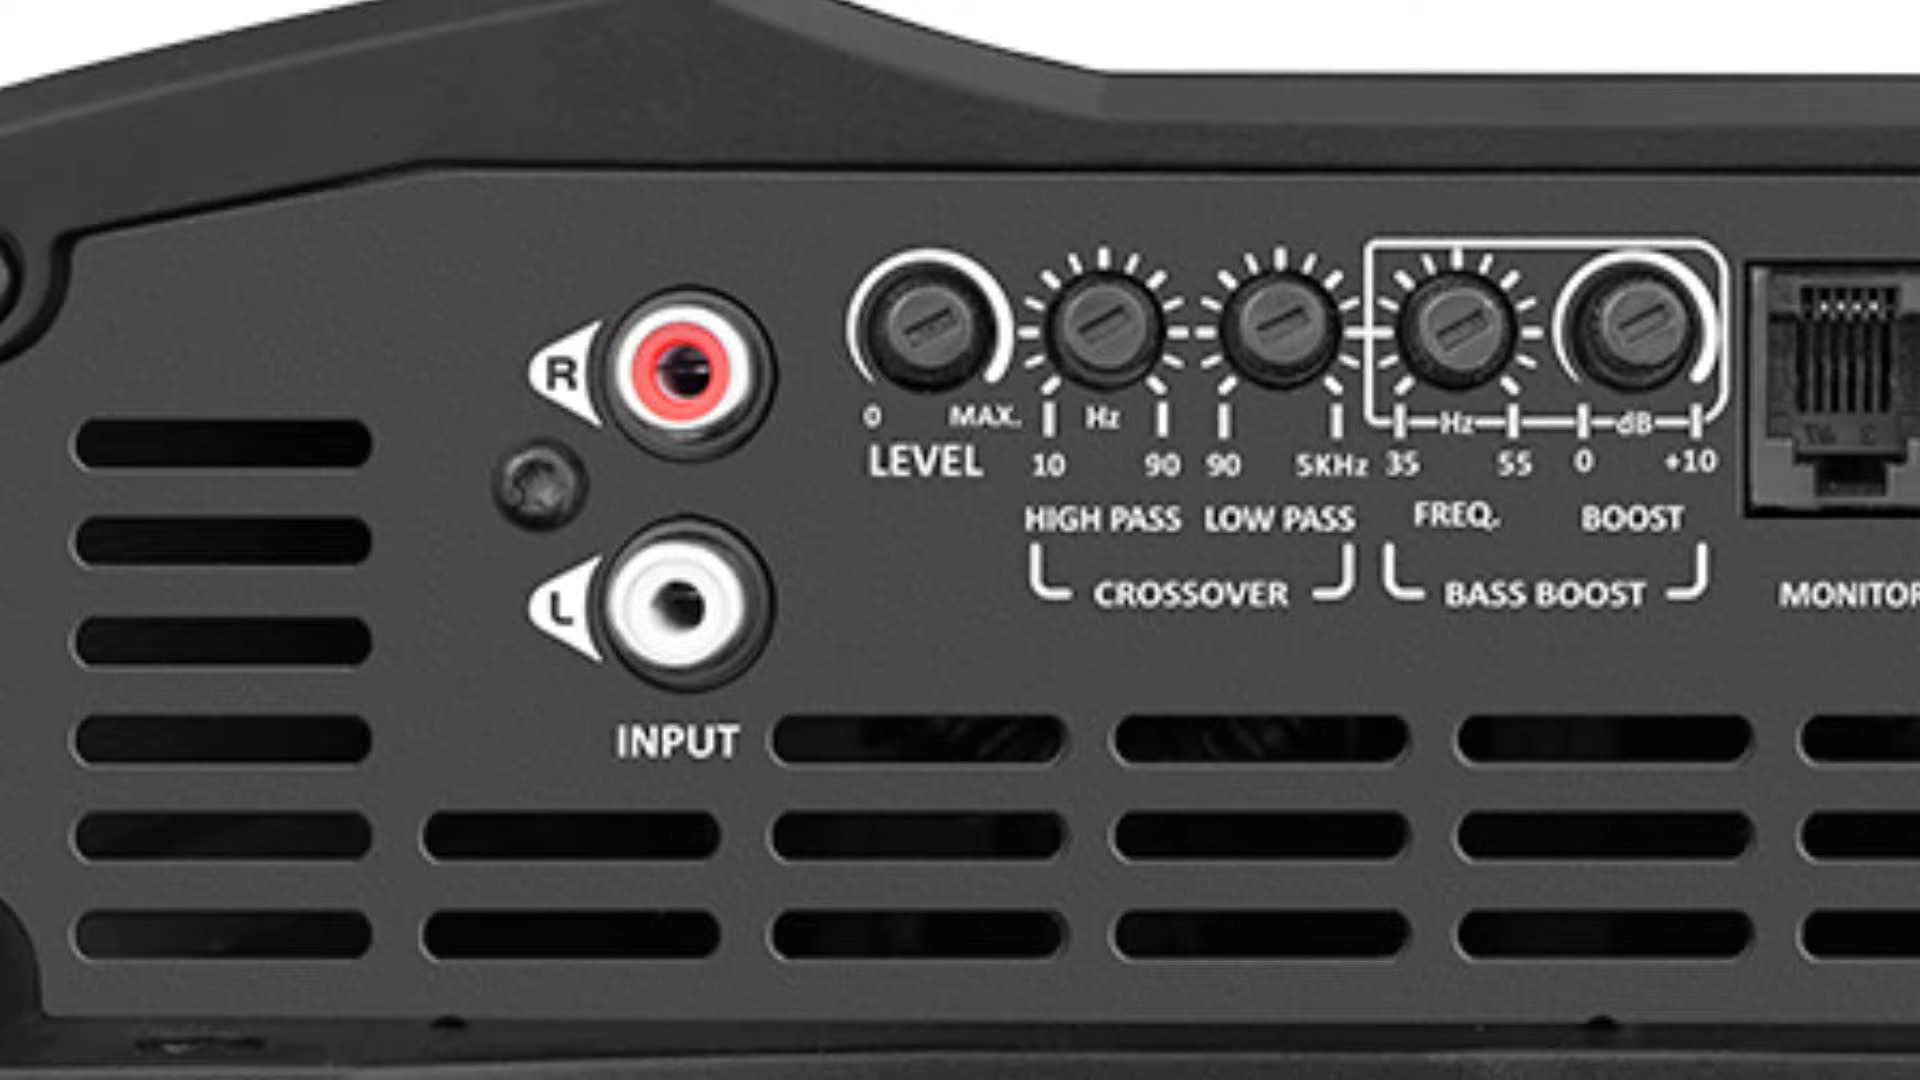 R
L
INPUT
0 MAX.
LEVEL
Hz
10 90
HIGH PASS
90 5KHz
LOW PASS
CROSSOVER
Hz
35 55
FREQ.
dB
0 +10
BOOST
BASS BOOST
MONITOR